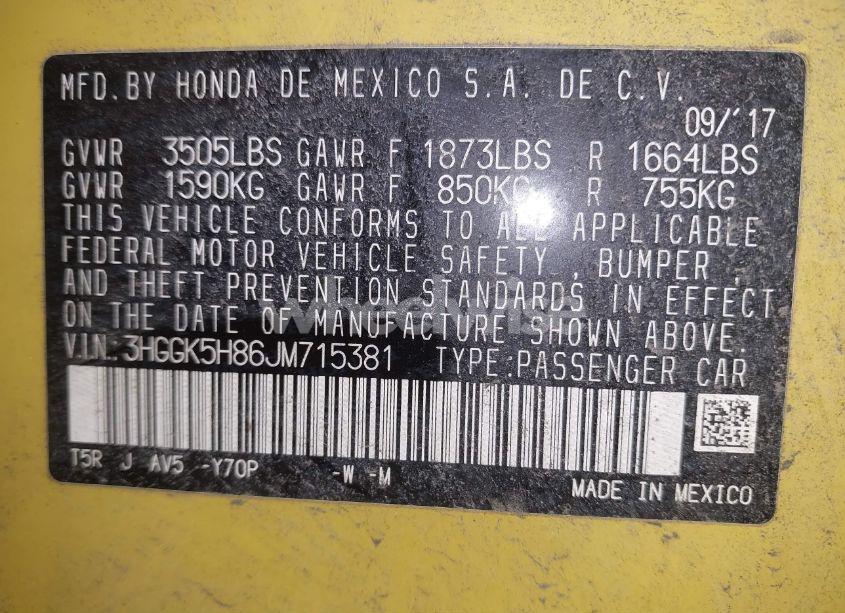 MFD. BY HONDA DE MEXICO S.A. DE C.V.
09/'17
GVWR 3505LBS GAWR F 1873LBS R 1664LBS
GVWR 1590KG GAWR F 850KG R 755KG
THIS VEHICLE CONFORMS TO ALL APPLICABLE
FEDERAL MOTOR VEHICLE SAFETY, BUMPER,
AND THEFT PREVENTION STANDARDS IN EFFECT
ON THE DATE OF MANUFACTURE SHOWN ABOVE.
V.I.N.:3HGGK5H86JM715381 TYPE:PASSENGER CAR
T5R J AV5 -Y70P -W -M
MADE IN MEXICO